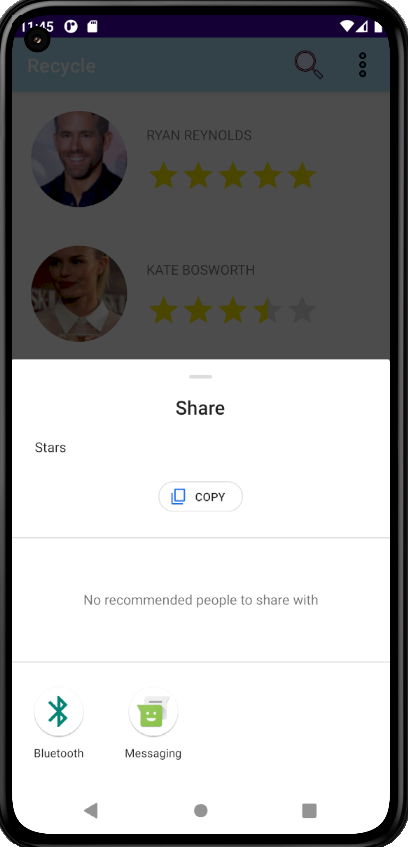 11:45
Recycle
RYAN REYNOLDS
KATE BOSWORTH
Share
Stars
COPY
No recommended people to share with
Bluetooth
Messaging